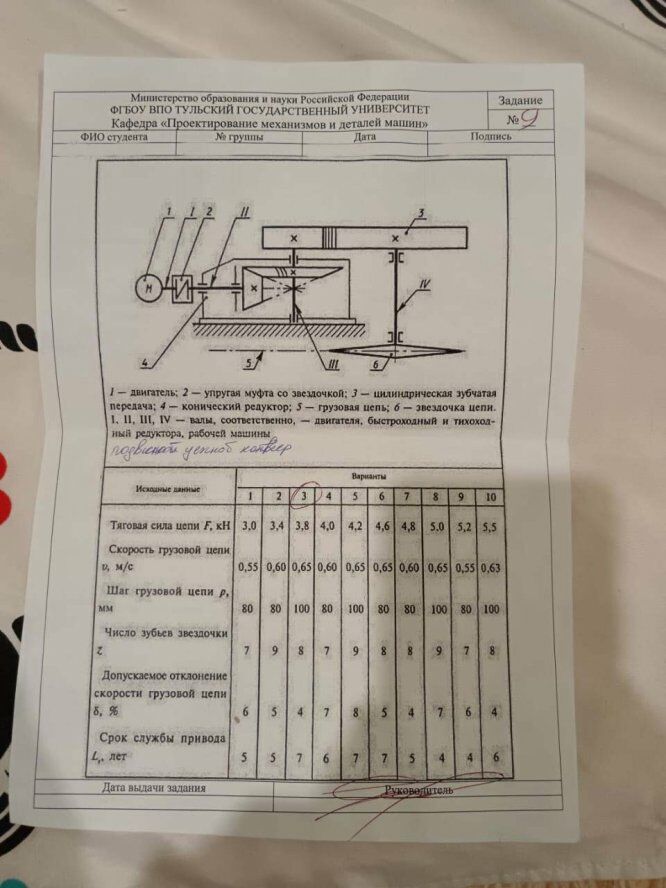 Министерство образования и науки Российской Федерации
ФГБОУ ВПО ТУЛЬСКИЙ ГОСУДАРСТВЕННЫЙ УНИВЕРСИТЕТ
Кафедра «Проектирование механизмов и деталей машин»
Задание
№ 9
ФИО студента № группы Дата Подпись
1 I 2 II 3
М
IV
4 5 III 6
1 — двигатель; 2 — упругая муфта со звездочкой; 3 — цилиндрическая зубчатая
передача; 4 — конический редуктор; 5 — грузовая цепь; 6 — звездочка цепи.
I, II, III, IV — валы, соответственно, — двигателя, быстроходный и тихоход-
ный редуктора, рабочей машины
подвесной цепной
Исходные данные
Варианты
1 2 3 4 5 6 7 8 9 10
Тяговая сила цепи F, кН 3,0 3,4 3,8 4,0 4,2 4,6 4,8 5.0 5,2 5,5
Скорость грузовой цепи
υ, м/с 0,55 0,60 0,65 0,60 0,65 0,65 0,60 0,65 0,55 0,63
Шаг грузовой цепи p,
мм 80 80 100 80 100 80 80 100 80 100
Число зубьев звездочки
z 7 9 8 7 9 8 8 9 7 8
Допускаемое отклонение
скорости грузовой цепи
δ, % 6 5 4 7 8 5 4 7 6 4
Срок службы привода
L, лет 5 5 7 6 7 7 5 4 4 6
Дата выдачи задания Руководитель